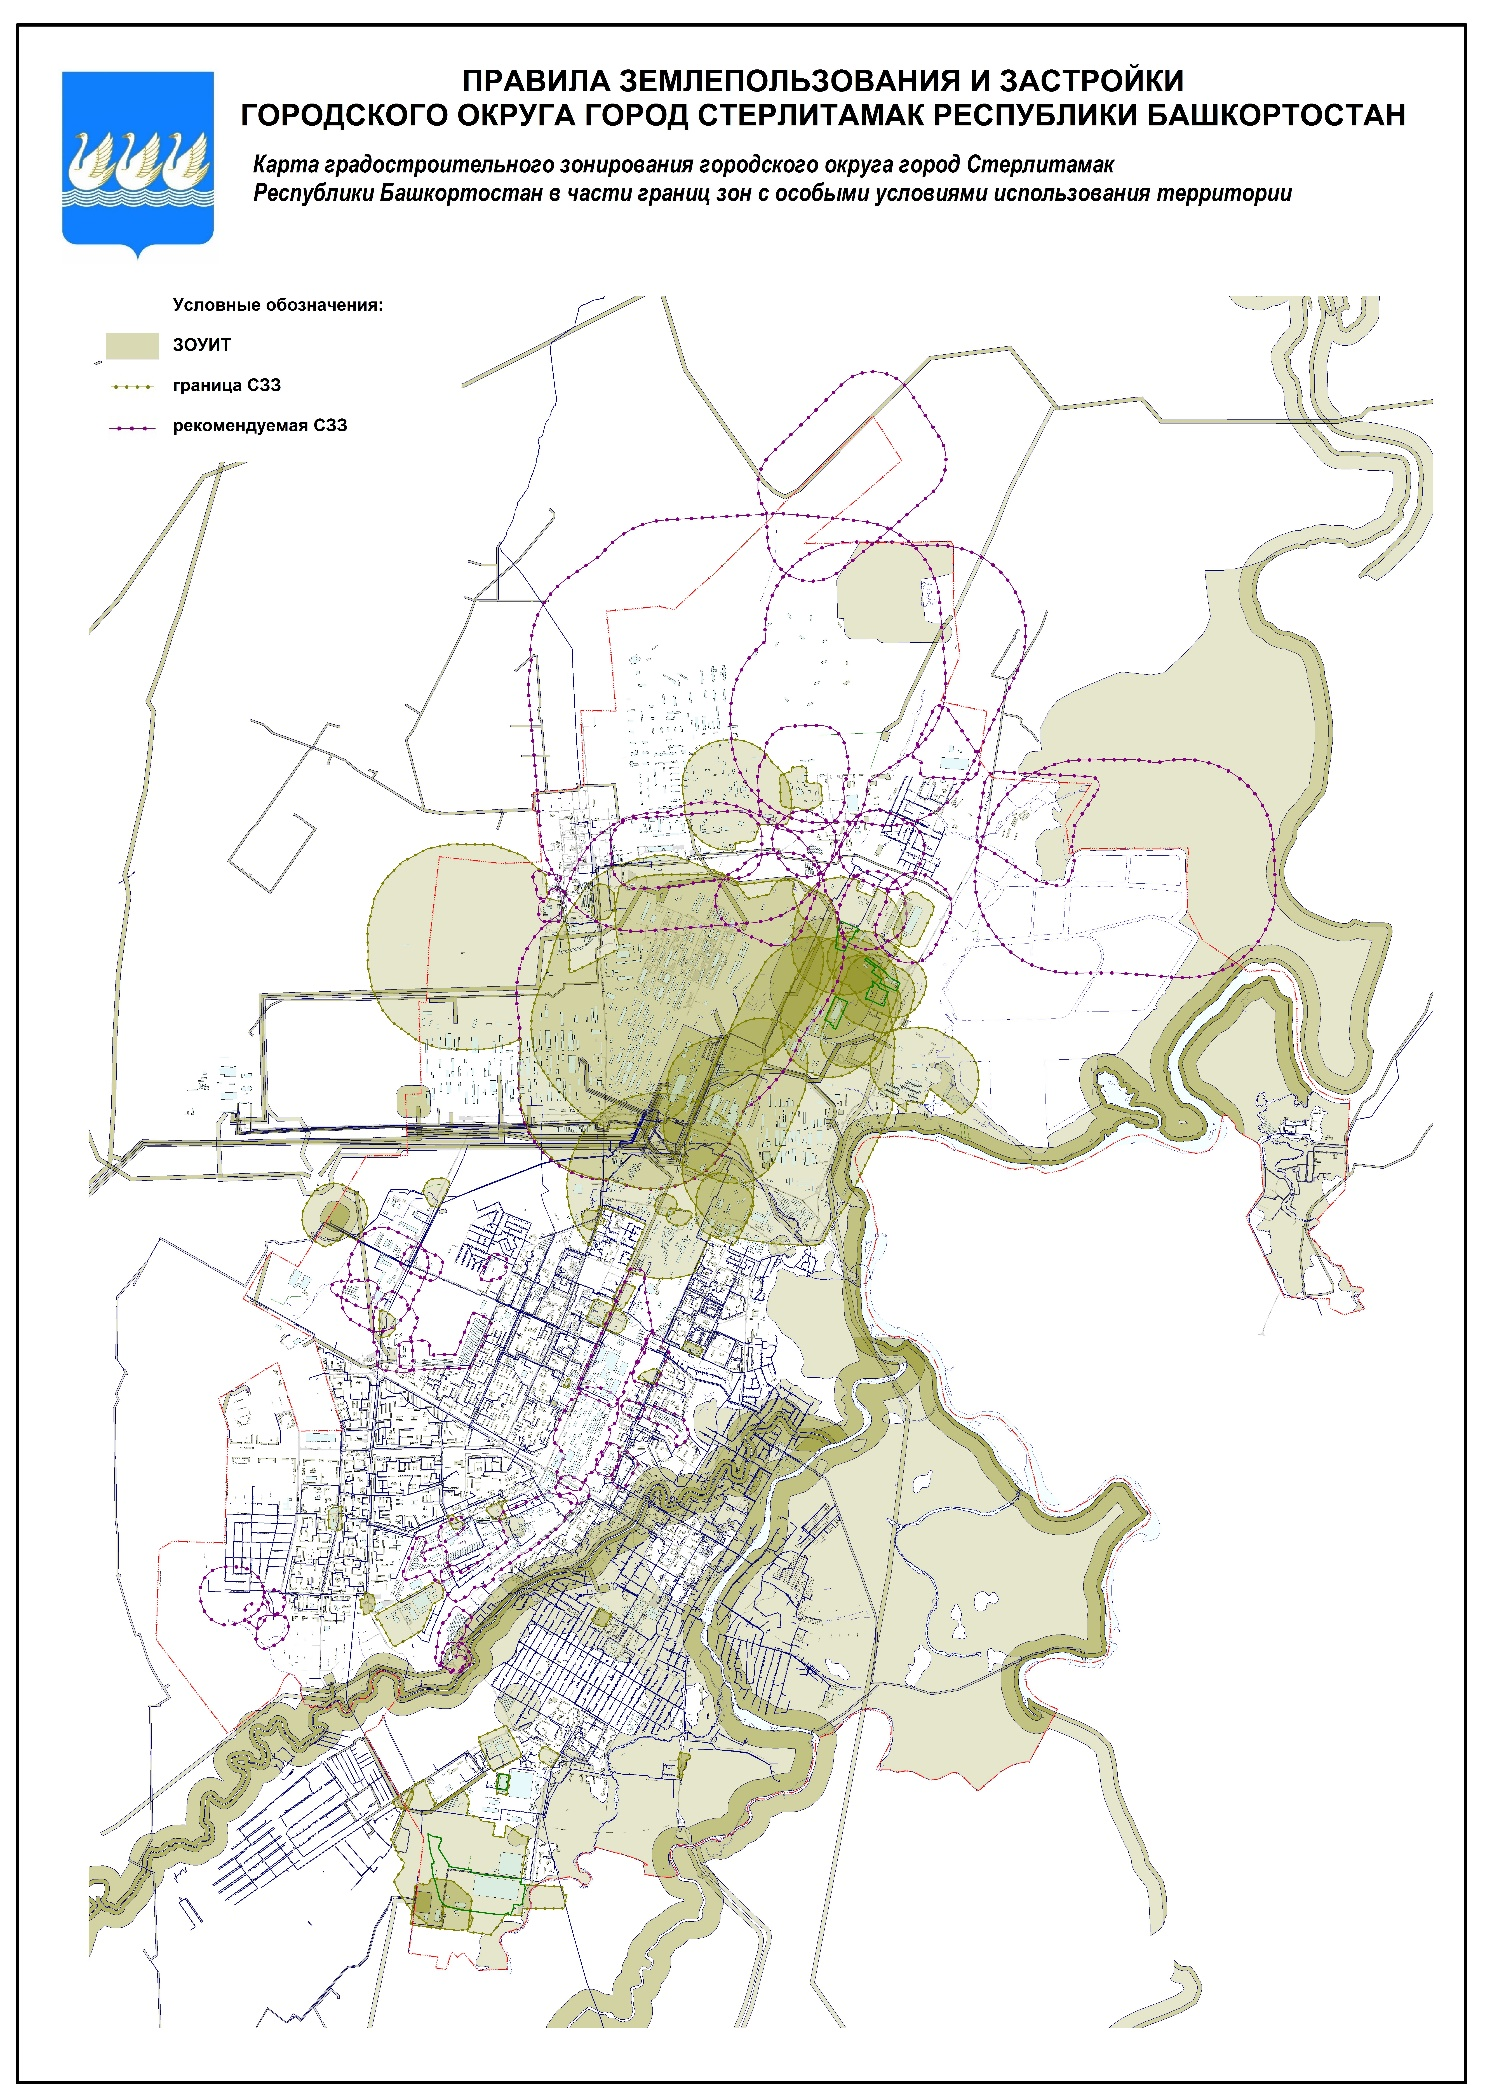 ПРАВИЛА ЗЕМЛЕПОЛЬЗОВАНИЯ И ЗАСТРОЙКИ
ГОРОДСКОГО ОКРУГА ГОРОД СТЕРЛИТАМАК РЕСПУБЛИКИ БАШКОРТОСТАН
Карта градостроительного зонирования городского округа город Стерлитамак
Республики Башкортостан в части границ зон с особыми условиями использования территории
Условные обозначения:
ЗОУИТ
граница СЗЗ
рекомендуемая СЗЗ